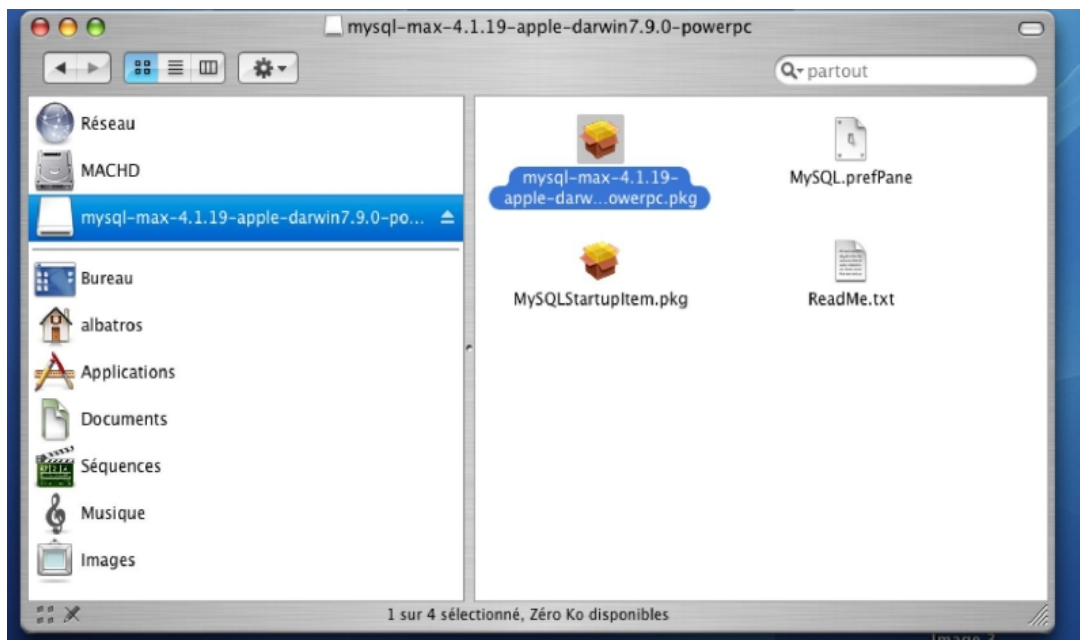 mysql-max-4.1.19-apple-darwin7.9.0-powerpc
partout
Réseau
MACHD
mysql-max-4.1.19-apple-darwin7.9.0-po...
Bureau
albatros
Applications
Documents
Séquences
Musique
Images
mysql-max-4.1.19-
apple-darw...owerpc.pkg
MySQL.prefPane
MySQLStartupItem.pkg
ReadMe.txt
1 sur 4 sélectionné, Zéro Ko disponibles